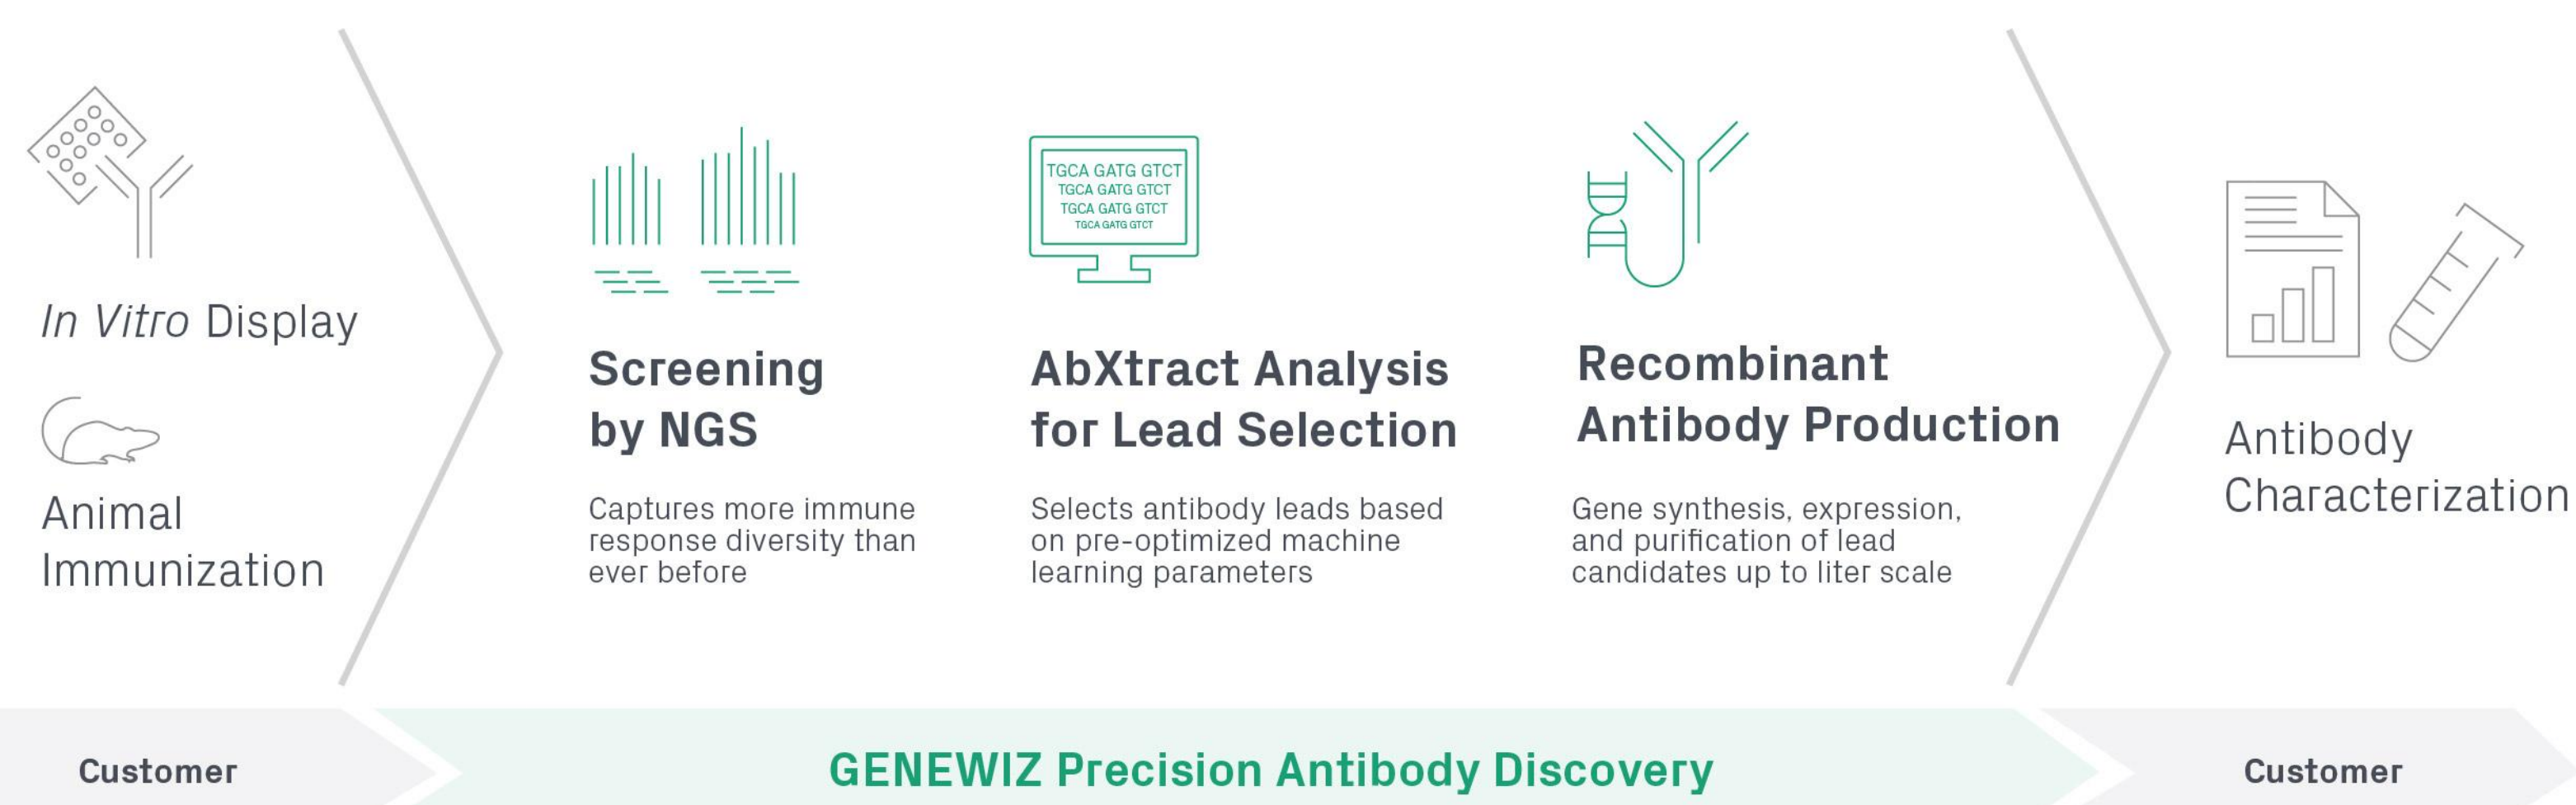 In Vitro Display
Animal
Immunization
TGCA GATG GTCT
TGCA GATG GTCT
TGCA GATG GTCT
TGCA GATG GTCT
Screening
by NGS
Captures more immune
response diversity than
ever before
AbXtract Analysis
for Lead Selection
Selects antibody leads based
on pre-optimized machine
learning parameters
Recombinant
Antibody Production
Gene synthesis, expression,
and purification of lead
candidates up to liter scale
Antibody
Characterization
Customer
GENEWIZ Precision Antibody Discovery
Customer